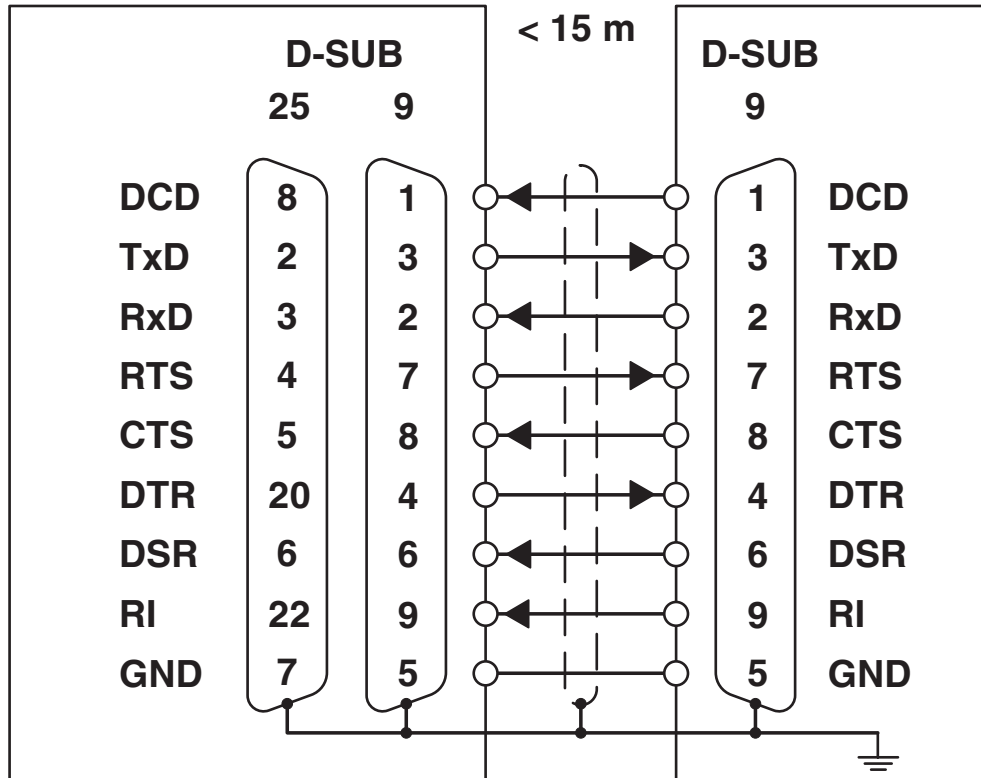 < 15 m
D-SUB D-SUB
25 9 9
DCD 8 1 1 DCD
TxD 2 3 3 TxD
RxD 3 2 2 RxD
RTS 4 7 7 RTS
CTS 5 8 8 CTS
DTR 20 4 4 DTR
DSR 6 6 6 DSR
RI 22 9 9 RI
GND 7 5 5 GND